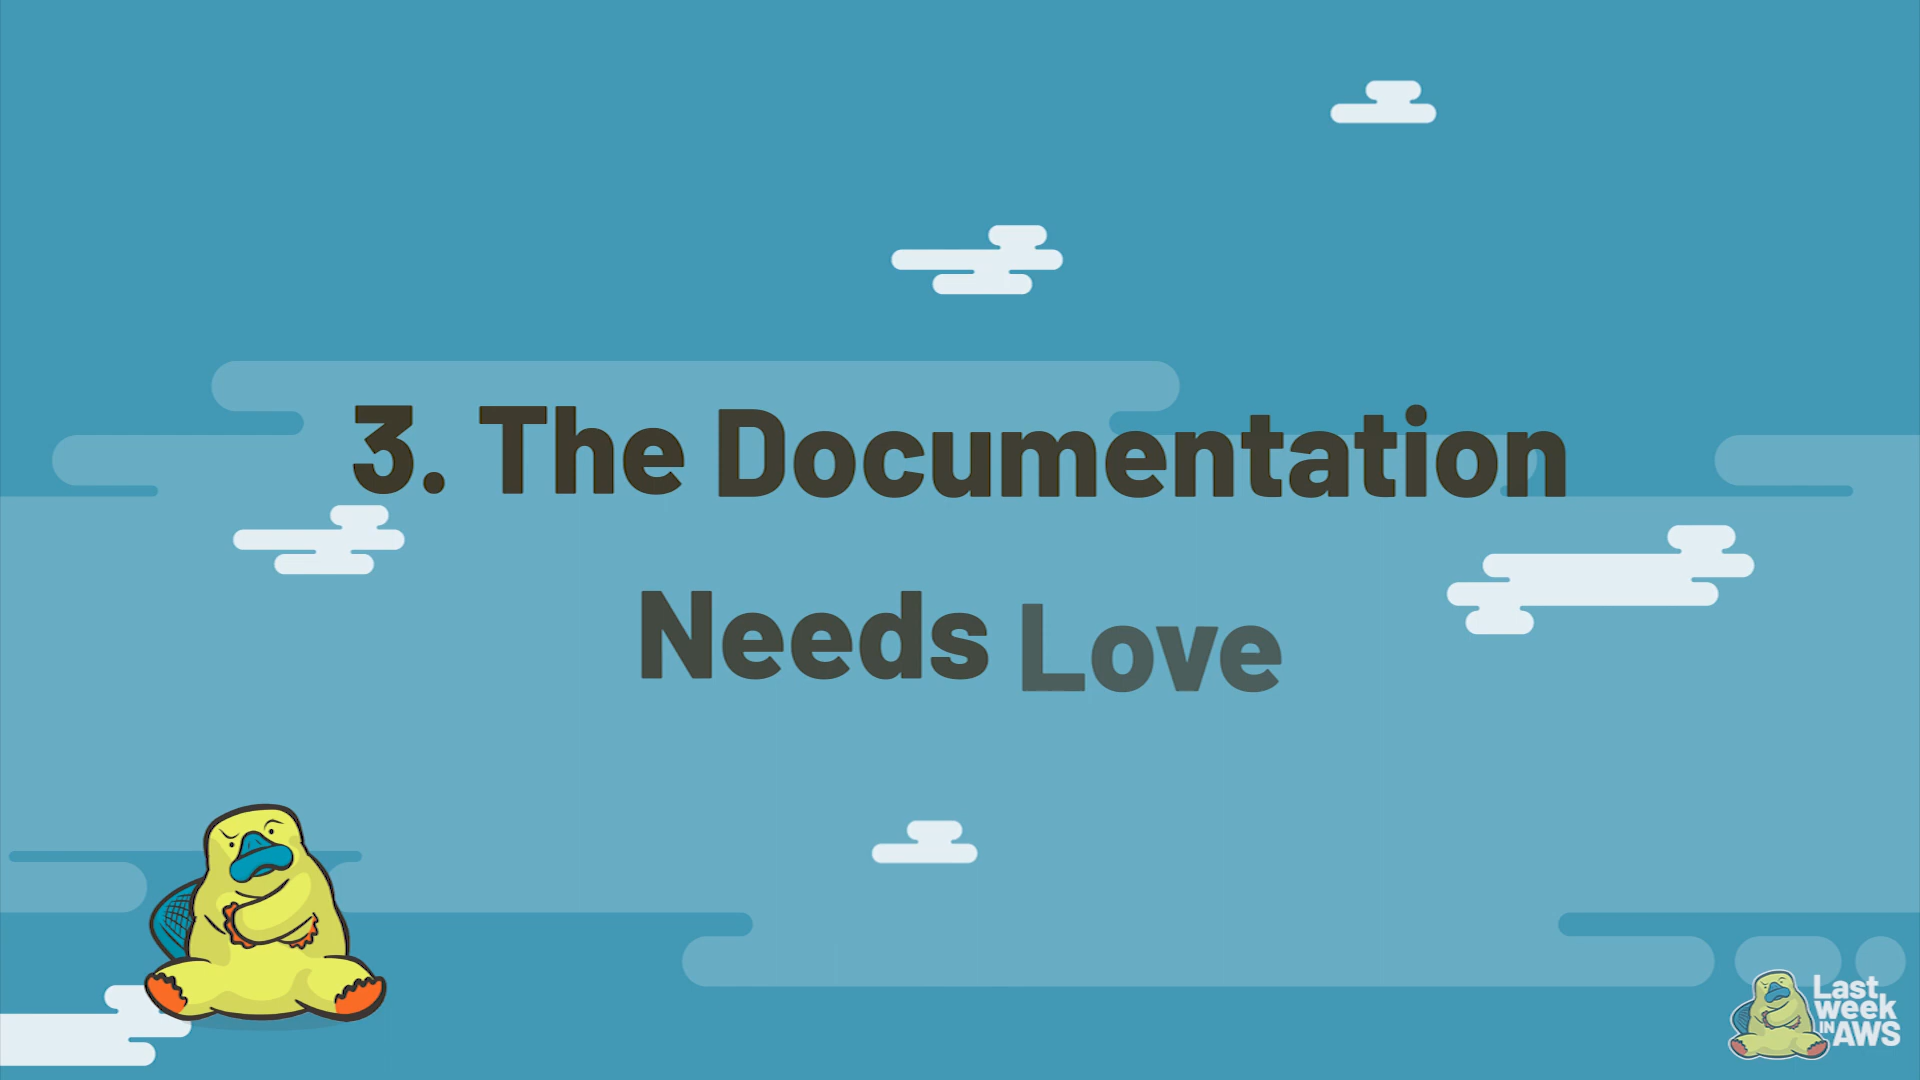 3. The Documentation
Needs Love
Last
week
IN AWS